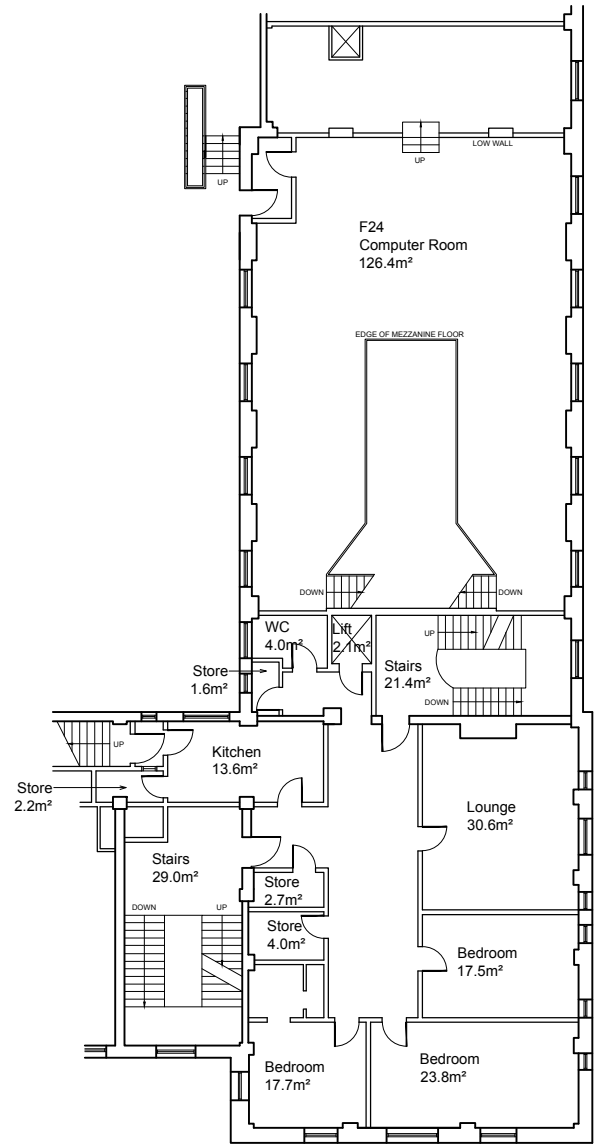 UP
LOW WALL
UP
F24
Computer Room
126.4m²
EDGE OF MEZZANINE FLOOR
DOWN
DOWN
WC
4.0m²
Lift
2.1m²
UP
Stairs
21.4m²
DOWN
Store
1.6m²
UP
Kitchen
13.6m²
Store
2.2m²
Lounge
30.6m²
Stairs
29.0m²
Store
2.7m²
DOWN
UP
Store
4.0m²
Bedroom
17.5m²
Bedroom
17.7m²
Bedroom
23.8m²